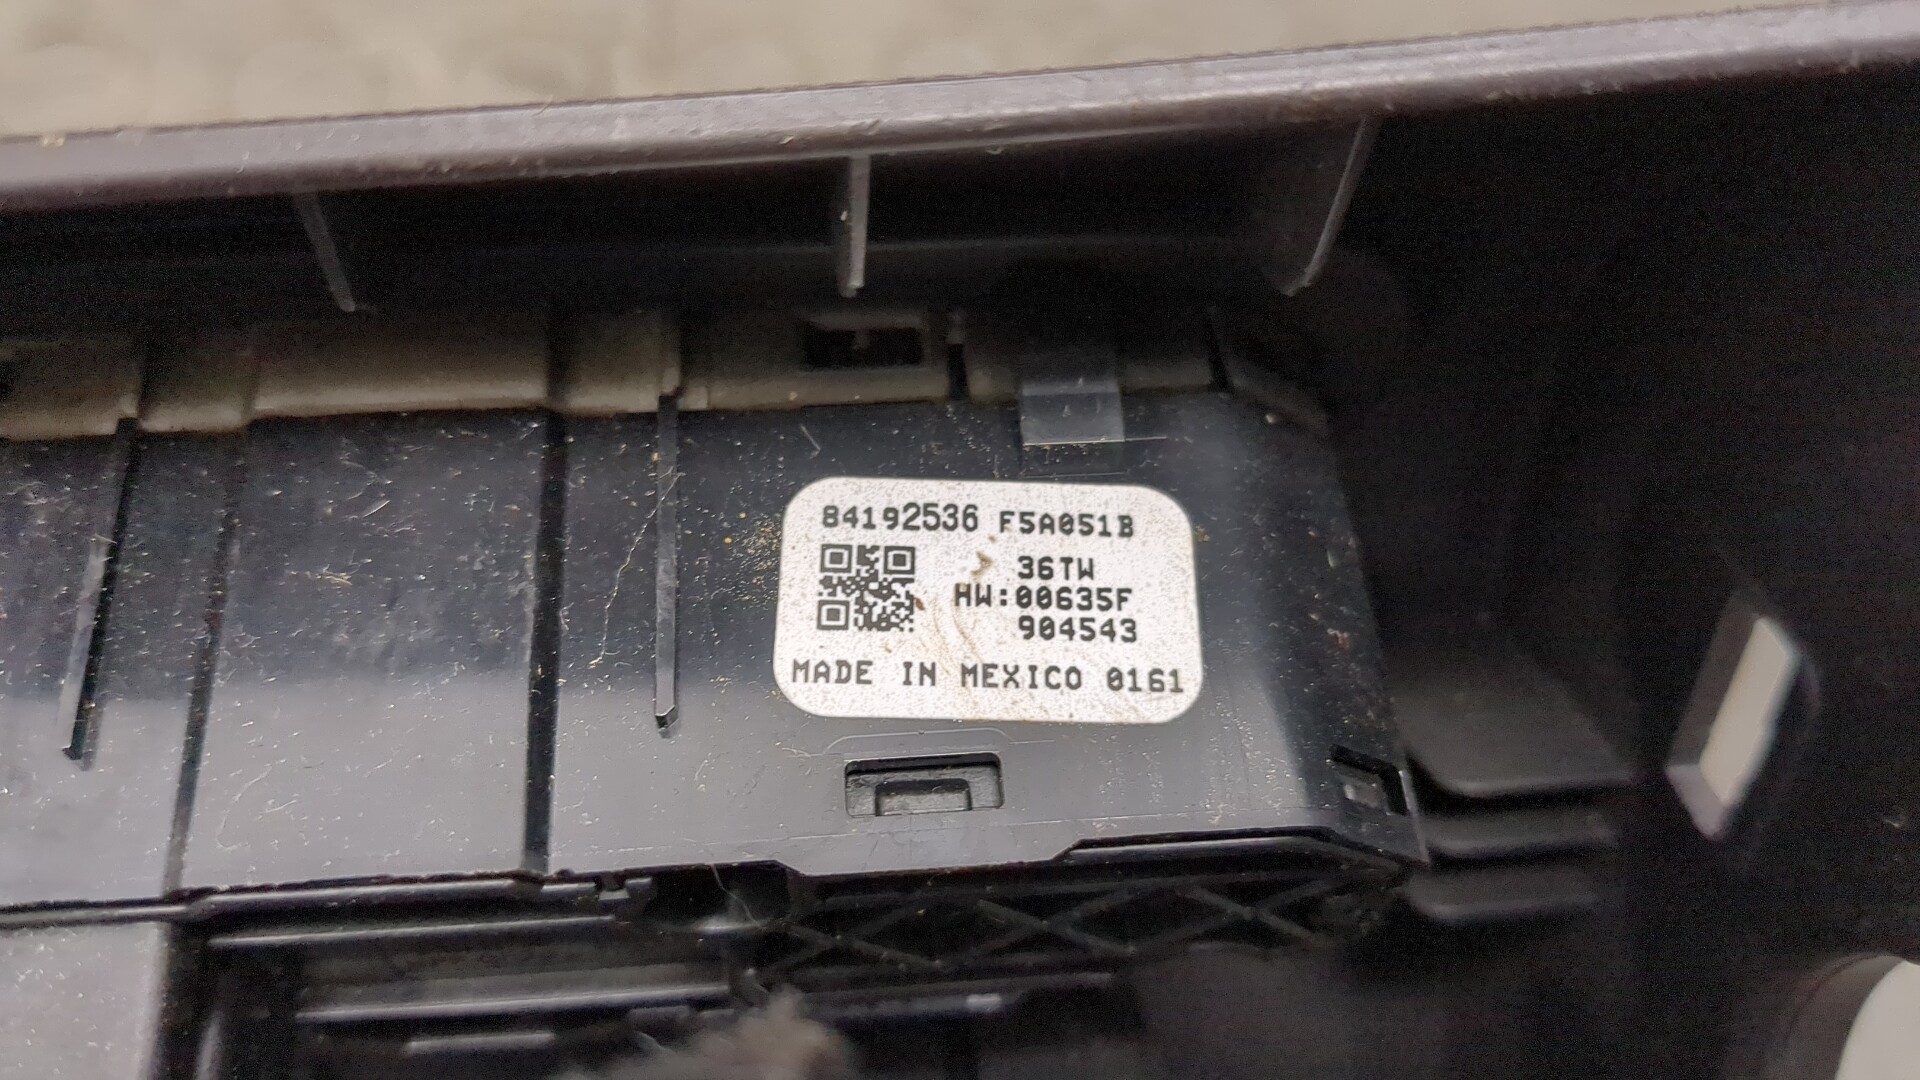 84192536 F5A051B
36TW
HW:00635F
904543
MADE IN MEXICO 0161